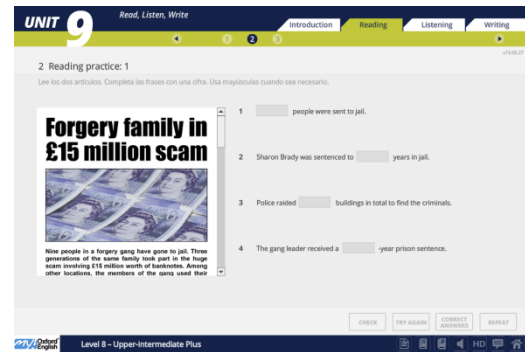 UNIT 9
Read, Listen, Write
Introduction
Reading
Listening
Writing
1 2 3
2 Reading practice: 1
Lee los dos artículos. Completa las frases con una cifra. Usa mayúsculas cuando sea necesario.
Forgery family in
£15 million scam
Nine people in a forgery gang have gone to jail. Three
generations of the same family took part in the huge
scam involving £15 million worth of banknotes. Among
other locations, the members of the gang used their
1 people were sent to jail.
2 Sharon Brady was sentenced to years in jail.
3 Police raided buildings in total to find the criminals.
4 The gang leader received a -year prison sentence.
CHECK
TRY AGAIN
CORRECT
ANSWERS
REPEAT
Oxford
English
Level 8 – Upper-Intermediate Plus
HD